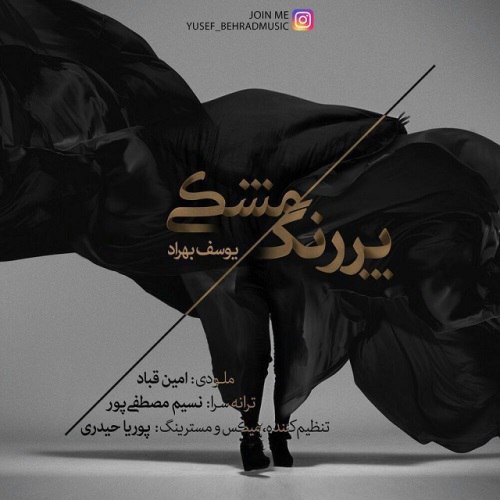 JOIN ME
YUSEF_BEHRADMUSIC
مشکی
پررنگ
یوسف بهراد
ملودی: امین قباد
ترانه سرا: نسیم مصطفی پور
تنظیم کننده، میکس و مسترینگ: پوریا حیدری